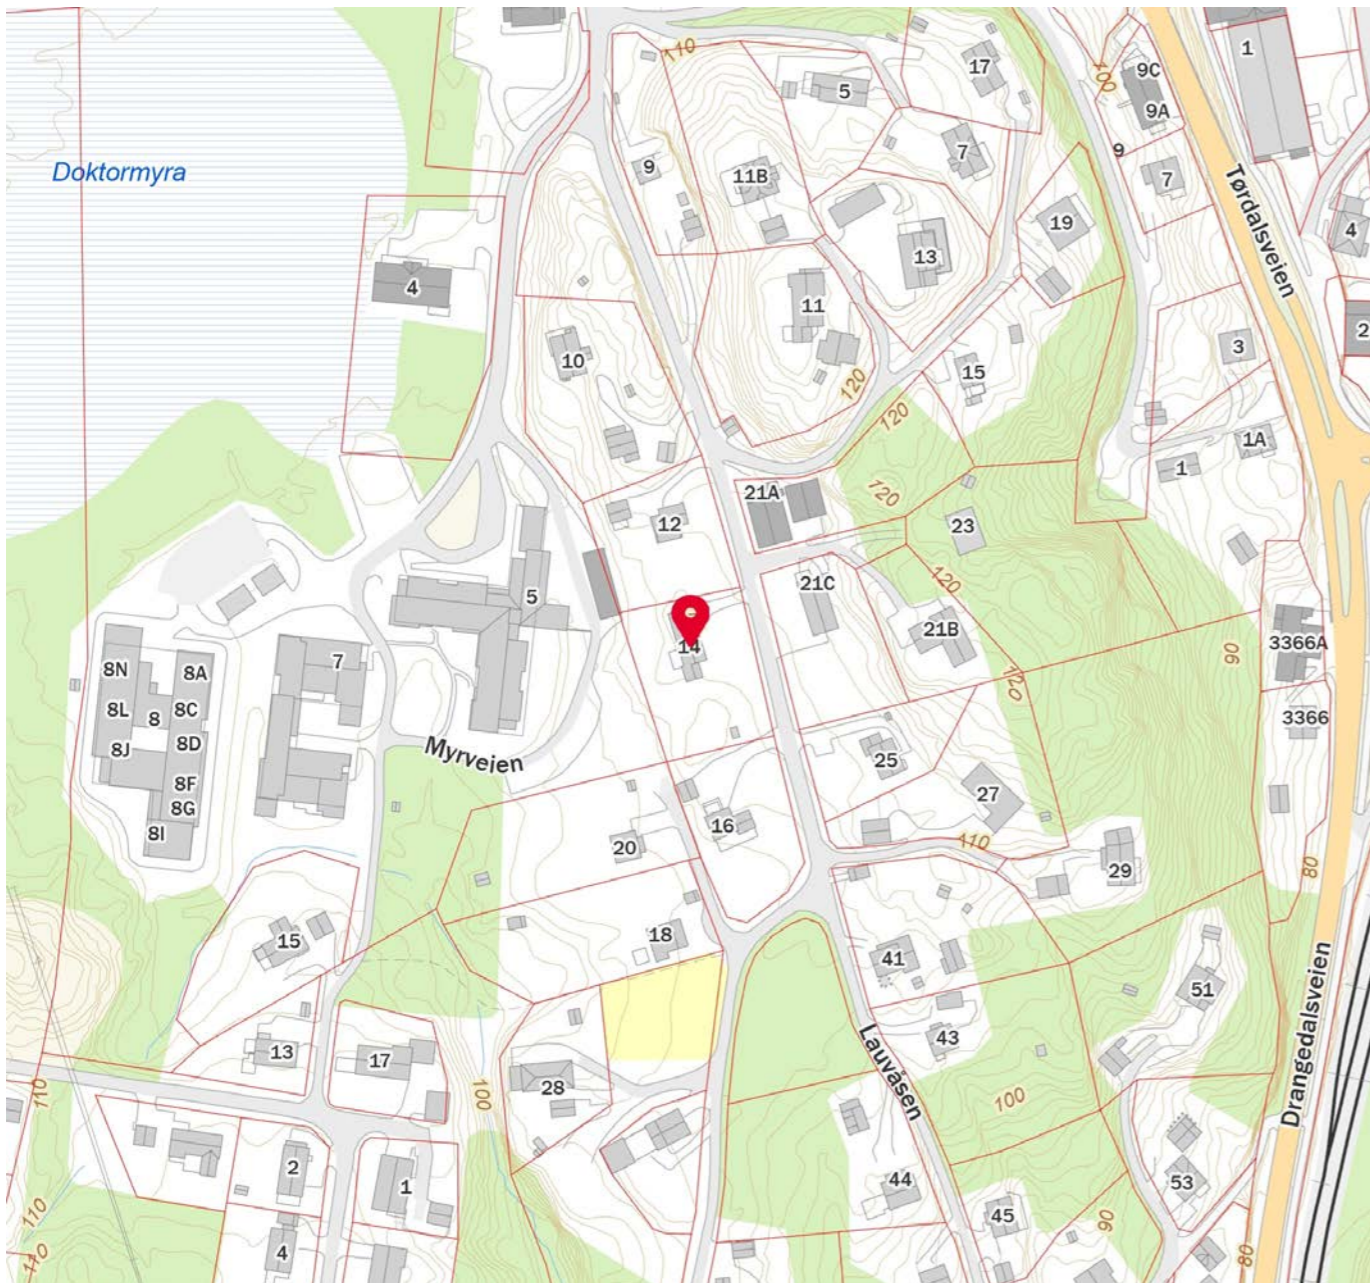 110
5
17
100
9C
9A
1
9
7
9
11B
7
Doktormyra
Tørdalsveien
19
4
13
4
11
2
10
3
15
120
120
1A
1
21A
120
12
23
5
120
21C
21B
14
3366A
90
7
8N
8A
120
8L
8
8C
3366
8D
8J
Myrveien
25
8F
27
8G
16
8I
20
110
29
80
18
15
41
51
Drangedalsveien
43
13
17
Lauvåsen
28
110
100
100
2
44
53
1
110
45
90
4
110
80